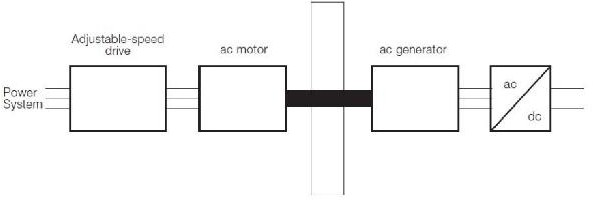 Adjustable-speed
drive
ac motor
ac generator
Power
System
ac
dc